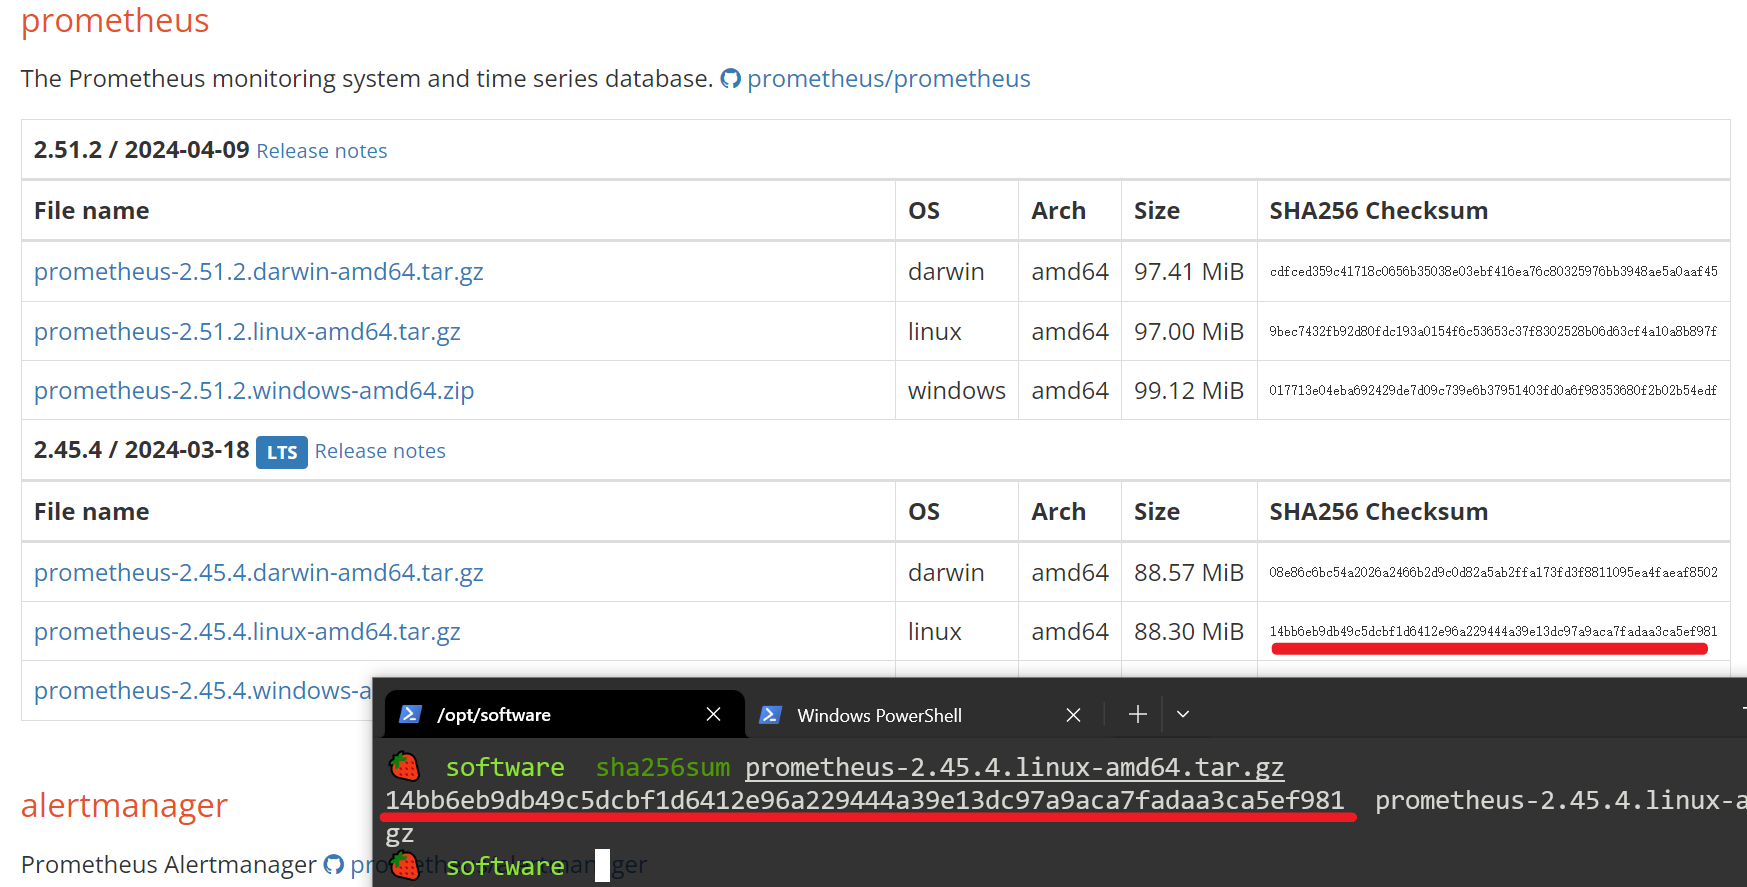 prometheus
The Prometheus monitoring system and time series database. prometheus/prometheus
2.51.2 / 2024-04-09 Release notes
File name OS Arch Size SHA256 Checksum
prometheus-2.51.2.darwin-amd64.tar.gz darwin amd64 97.41 MiB cdfced359c41718c0656b35038e03ebf416ea76c80325976bb3948ae5a0aaf45
prometheus-2.51.2.linux-amd64.tar.gz linux amd64 97.00 MiB 9bec7432fb92d80fdc193a0154f6c53653c37f8302528b06d63cf4a10a8b897f
prometheus-2.51.2.windows-amd64.zip windows amd64 99.12 MiB 017713e04eba692429de7d09c739e6b37951403fd0a6f98353680f2b02b54edf
2.45.4 / 2024-03-18 LTS Release notes
File name OS Arch Size SHA256 Checksum
prometheus-2.45.4.darwin-amd64.tar.gz darwin amd64 88.57 MiB 08e86c6bc54a2026a2466b2d9c0d82a5ab2ffa173fd3f8811095ea4faeaf8502
prometheus-2.45.4.linux-amd64.tar.gz linux amd64 88.30 MiB 14bb6eb9db49c5dcbf1d6412e96a229444a39e13dc97a9aca7fadaa3ca5ef981
prometheus-2.45.4.windows-a
/opt/software Windows PowerShell
software sha256sum prometheus-2.45.4.linux-amd64.tar.gz
14bb6eb9db49c5dcbf1d6412e96a229444a39e13dc97a9aca7fadaa3ca5ef981 prometheus-2.45.4.linux-a
gz
software
alertmanager
Prometheus Alertmanager prometheus/alertmanager